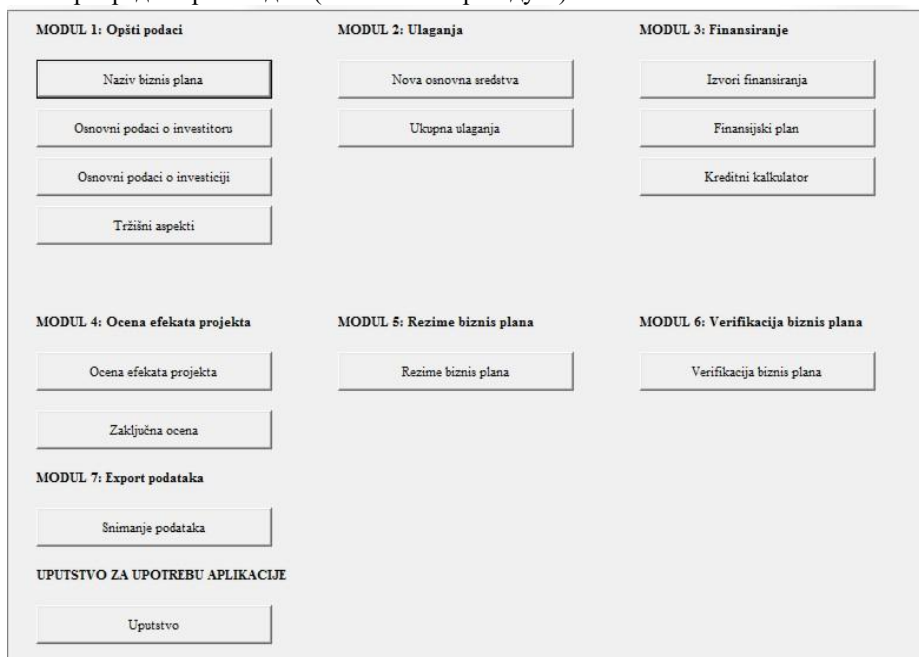 MODUL 1: Opšti podaci
Naziv biznis plana
Osnovni podaci o investitoru
Osnovni podaci o investiciji
Tržišni aspekti
MODUL 2: Ulaganja
Nova osnovna sredstva
Ukupna ulaganja
MODUL 3: Finansiranje
Izvori finansiranja
Finansijski plan
Kreditni kalkulator
MODUL 4: Ocena efekata projekta
Ocena efekata projekta
Zaključna ocena
MODUL 5: Rezime biznis plana
Rezime biznis plana
MODUL 6: Verifikacija biznis plana
Verifikacija biznis plana
MODUL 7: Export podataka
Snimanje podataka
UPUTSTVO ZA UPOTREBU APLIKACIJE
Uputstvo